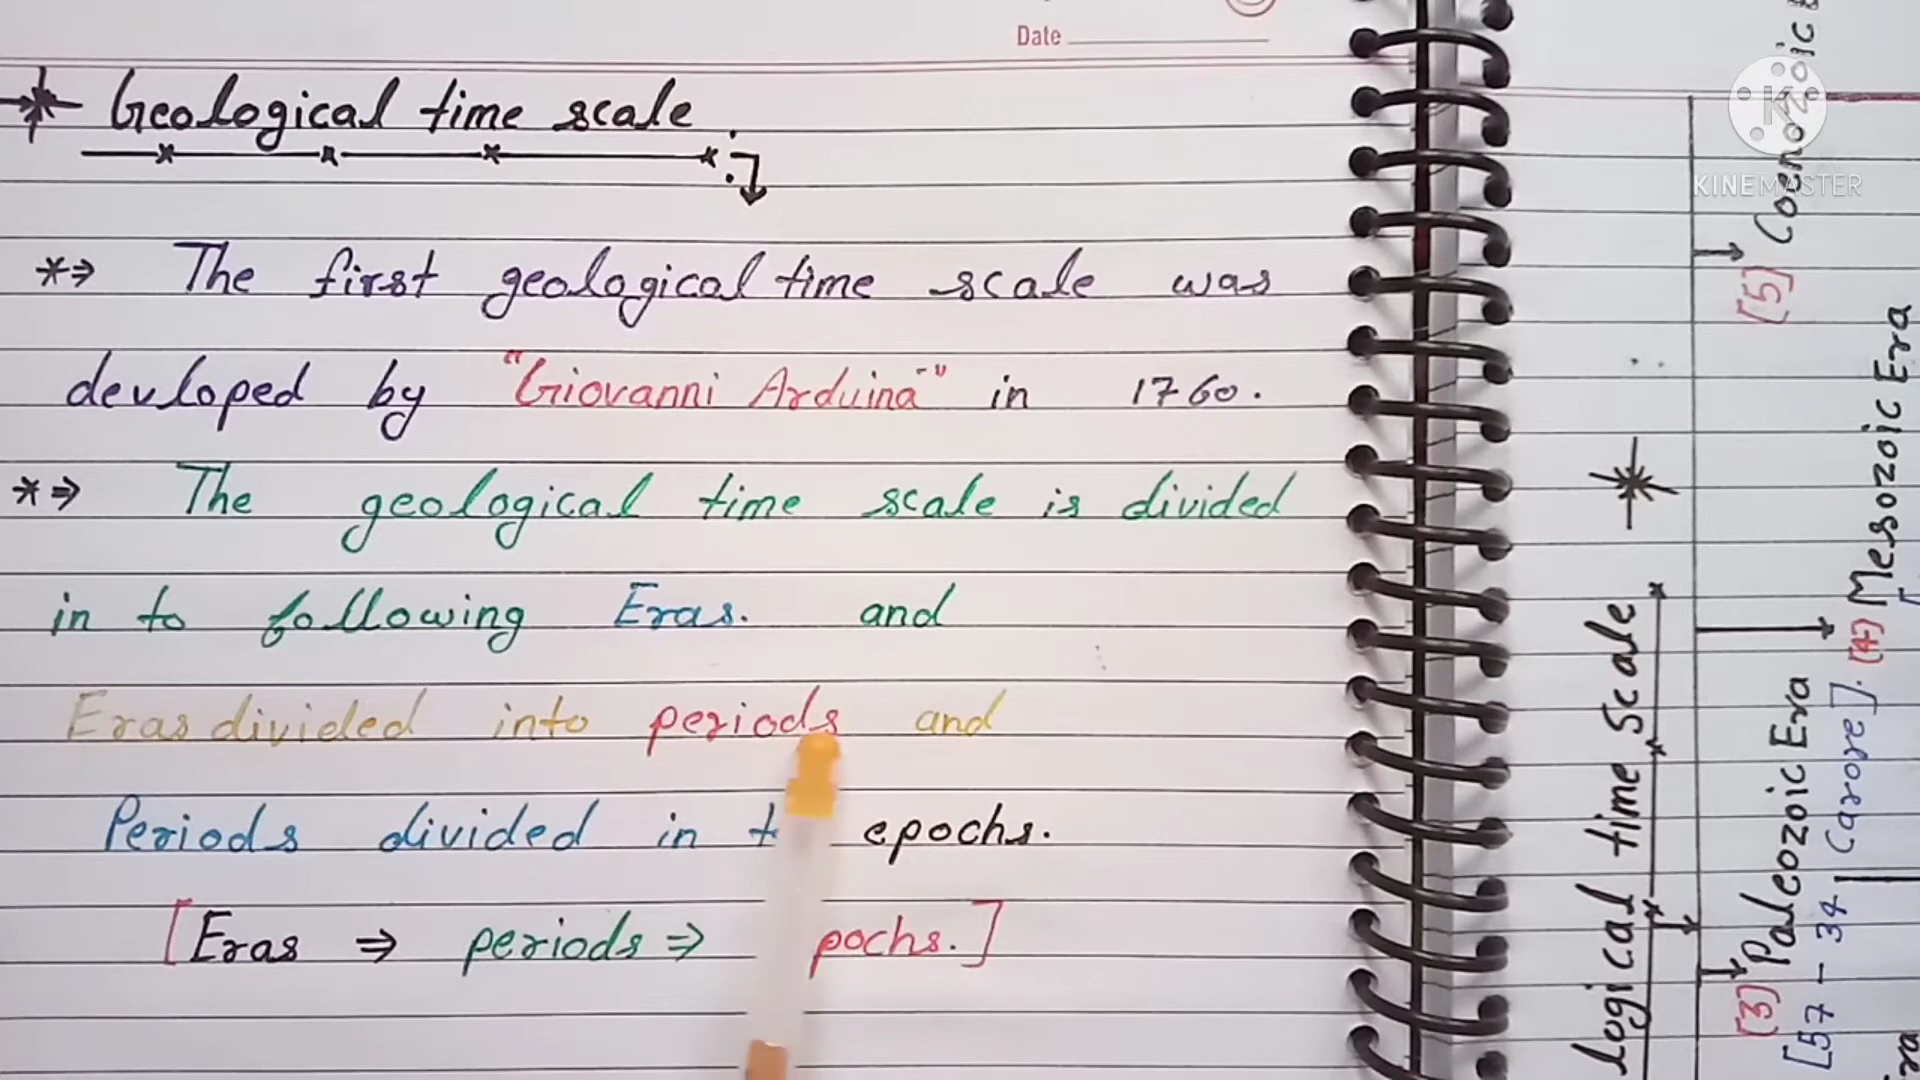 Date
Geological time scale :
*⇒ The first geological time scale was
devloped by "Giovanni Arduina" in 1760.
*⇒ The geological time scale is divided
in to following Eras. and
Eras divided into periods and
Periods divided in epochs.
[Eras ⇒ periods ⇒ pochs.]
KINEMASTER
logical time Scale
[3] Paleozoic Era
[57 - 34 Carore].
[4] Mesozoic Era
[5] Coenozoic